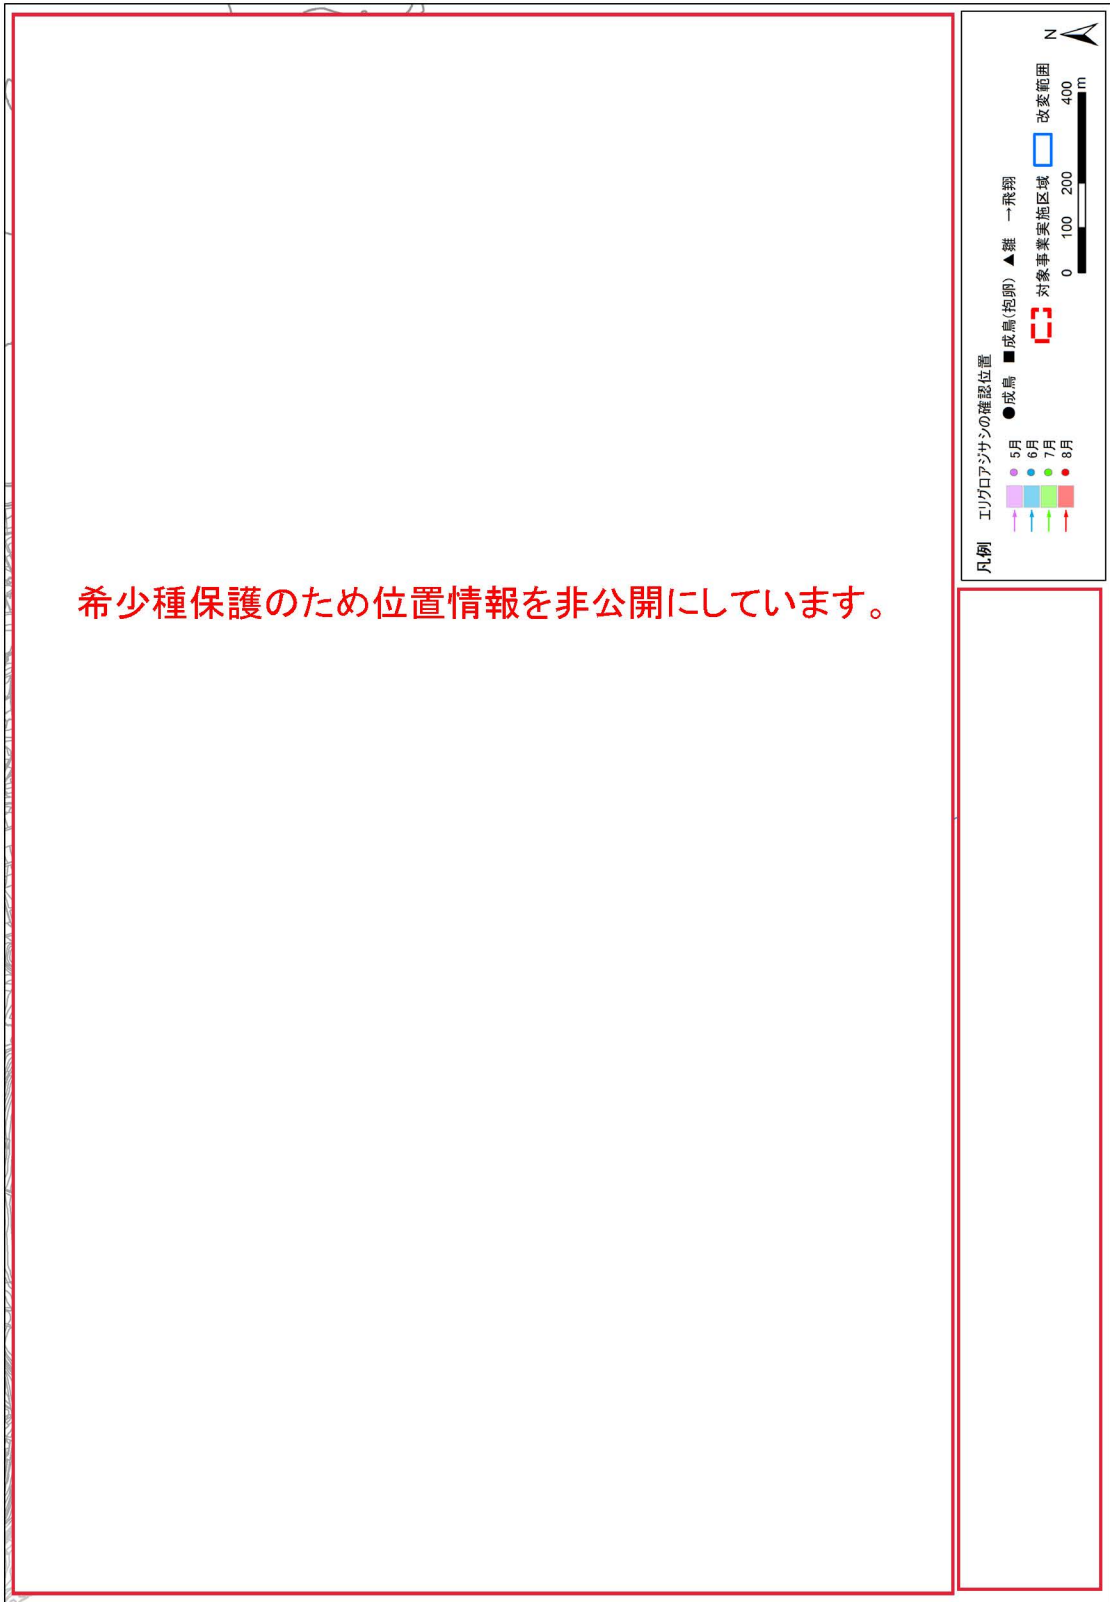 希少種保護のため位置情報を非公開にしています。
凡例 エリグロアジサシの確認位置
●成鳥 ■成鳥(抱卵) ▲雛 →飛翔
5月
6月
7月
8月
対象事業実施区域 改変範囲
0 100 200 400
m
N